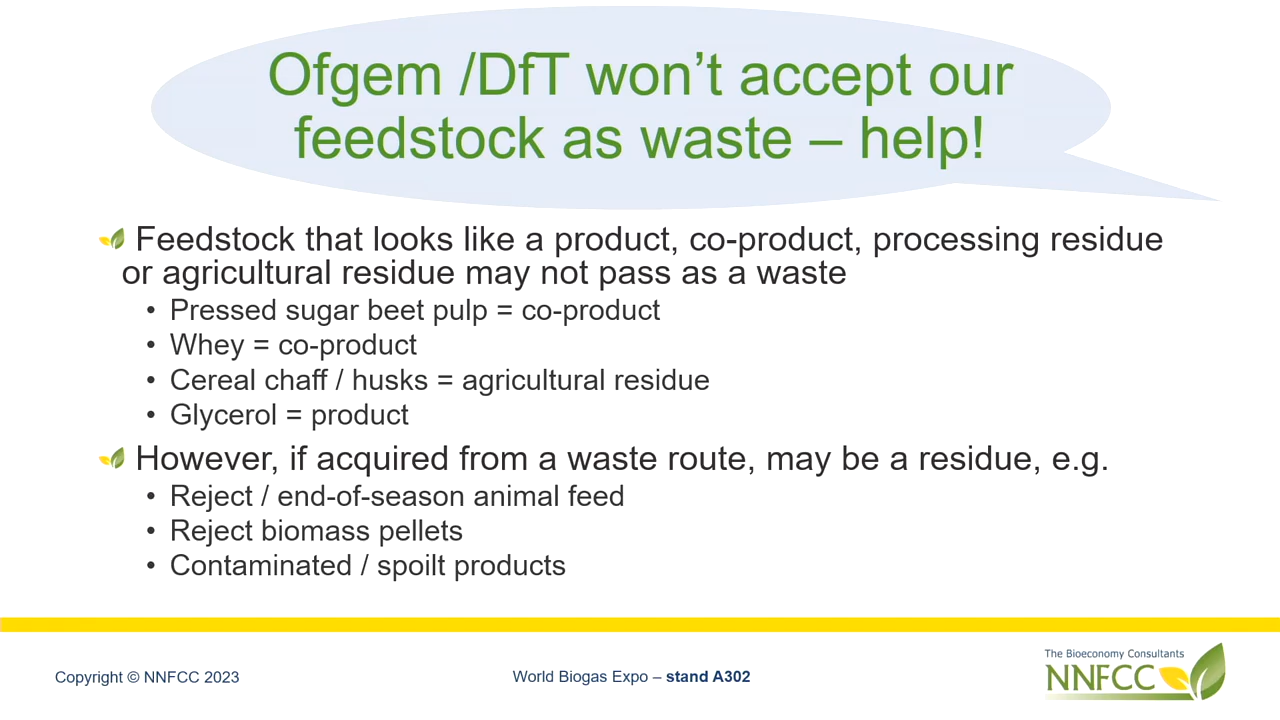 Ofgem /DfT won’t accept our
feedstock as waste – help!
Feedstock that looks like a product, co-product, processing residue
or agricultural residue may not pass as a waste
• Pressed sugar beet pulp = co-product
• Whey = co-product
• Cereal chaff / husks = agricultural residue
• Glycerol = product
However, if acquired from a waste route, may be a residue, e.g.
• Reject / end-of-season animal feed
• Reject biomass pellets
• Contaminated / spoilt products
Copyright © NNFCC 2023
World Biogas Expo – stand A302
The Bioeconomy Consultants
NNFCC